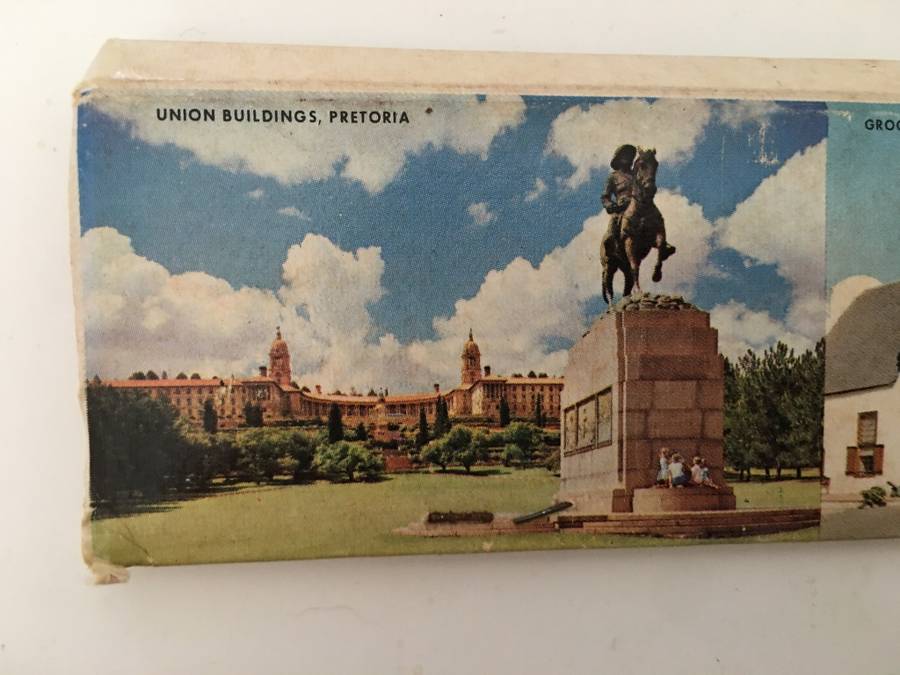 UNION BUILDINGS, PRETORIA
GROO